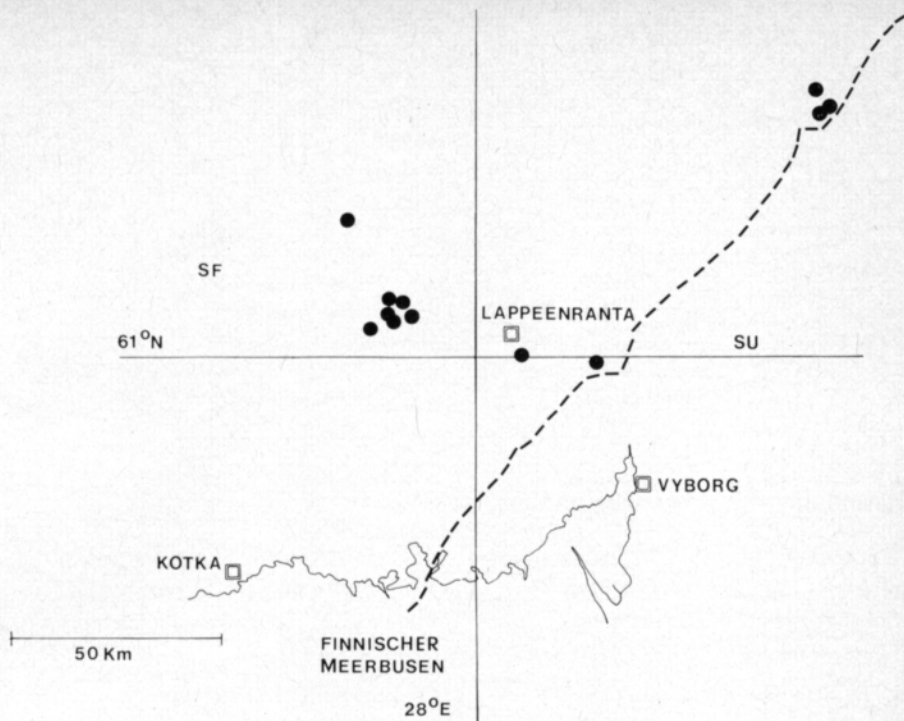 SF
LAPPEENRANTA
61°N
SU
VYBORG
KOTKA
50 Km
FINNISCHER
MEERBUSEN
28°E